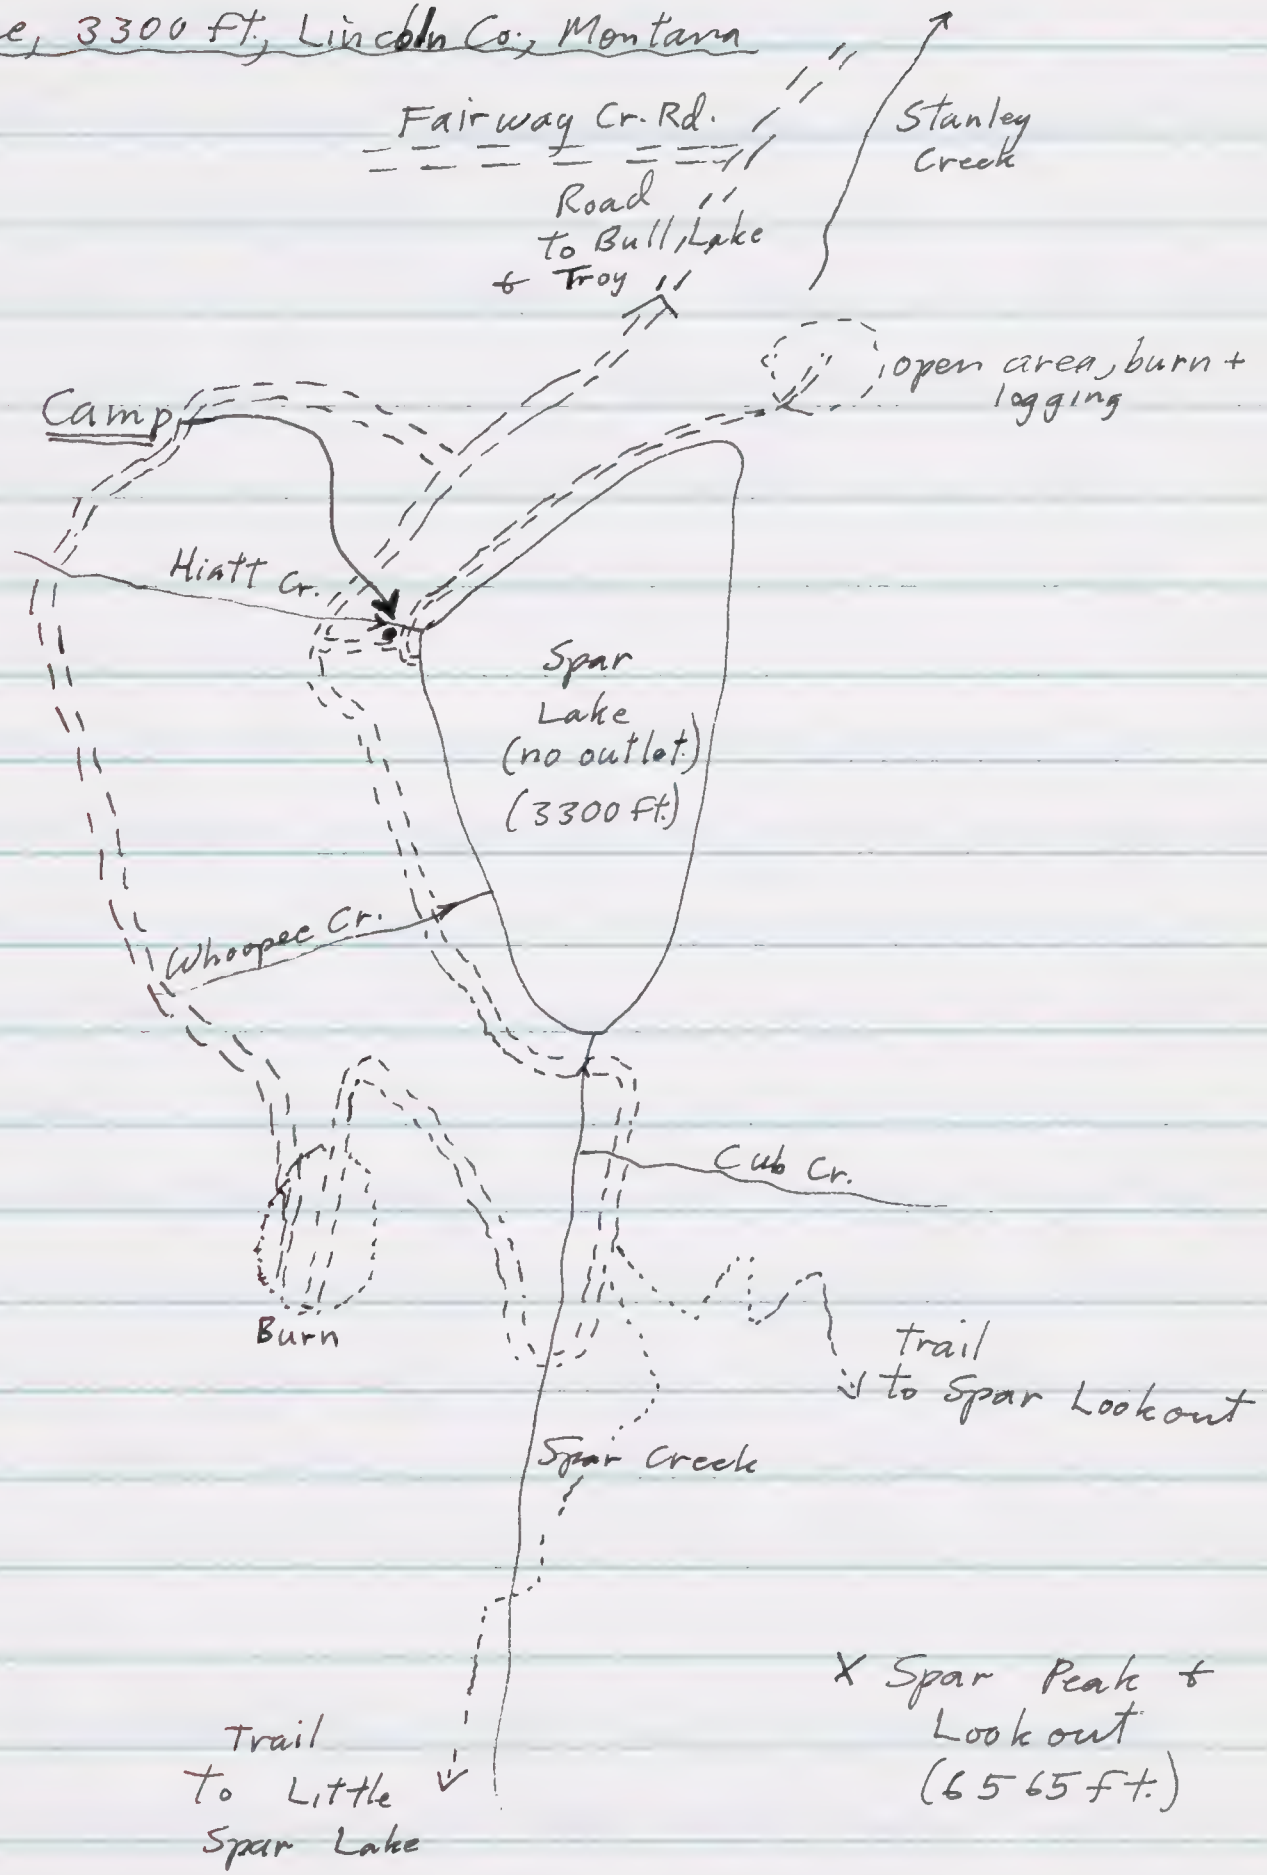 e, 3300 ft., Lincoln Co., Montana
Fairway Cr. Rd.
Stanley
Creek
Road
to Bull Lake
+ Troy
open area, burn +
logging
Camp
Hiatt Cr.
Spar
Lake
(no outlet)
(3300 ft.)
Whoopee Cr.
Cub Cr.
Burn
Trail
to Spar Lookout
Spar Creek
X Spar Peak +
Lookout
(6565 ft.)
Trail
to Little
Spar Lake